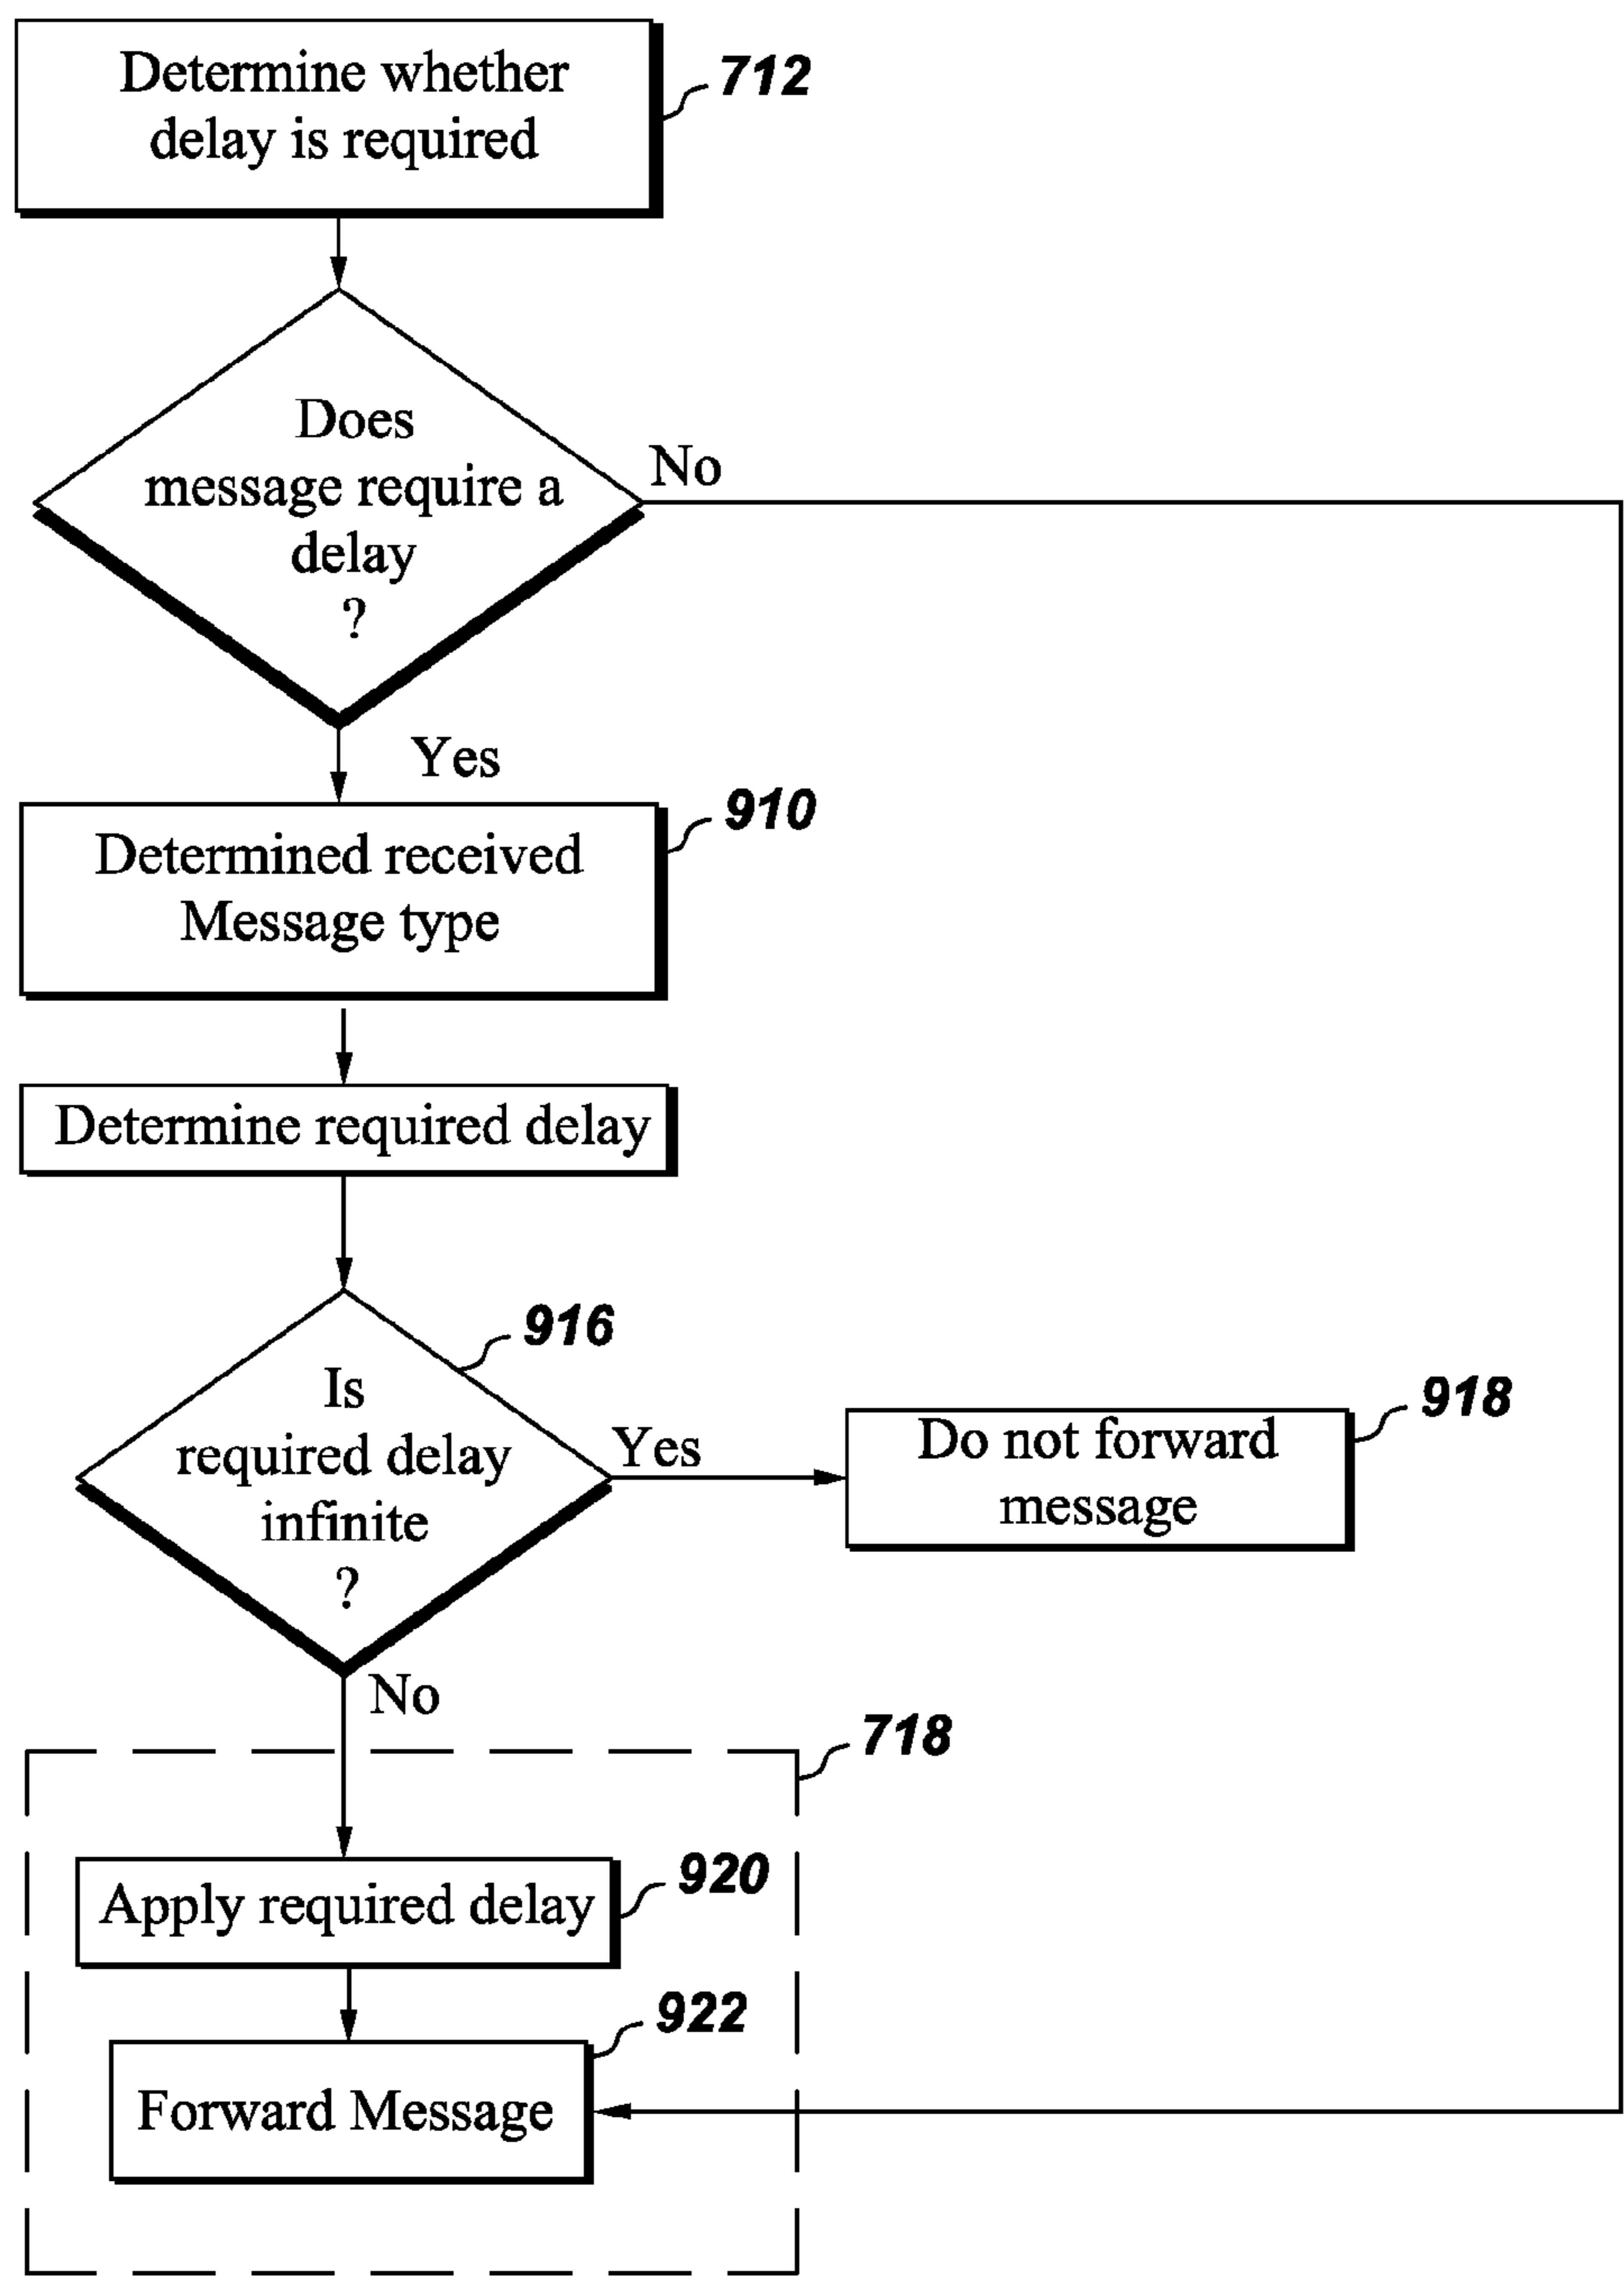 Determine whether
delay is required
712
Does
message require a
delay
?
No
Yes
910
Determined received
Message type
Determine required delay
916
Is
required delay
infinite
?
Yes
918
Do not forward
message
No
718
920
Apply required delay
922
Forward Message